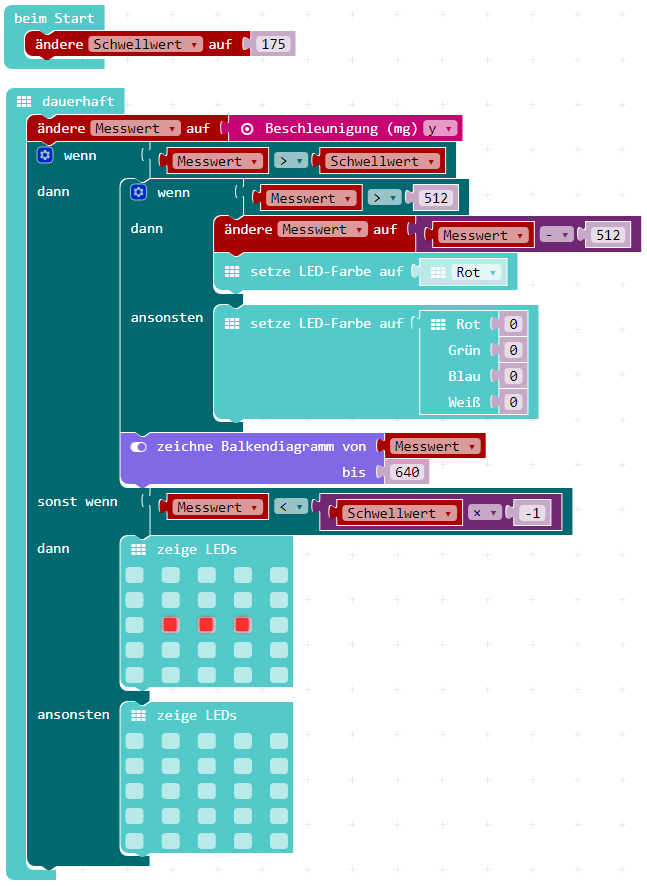 beim Start
ändere Schwellwert auf 175
dauerhaft
ändere Messwert auf Beschleunigung (mg) y
wenn Messwert > Schwellwert
dann wenn Messwert > 512
dann ändere Messwert auf Messwert - 512
setze LED-Farbe auf Rot
ansonsten setze LED-Farbe auf Rot 0
Grün 0
Blau 0
Weiß 0
zeichne Balkendiagramm von Messwert
bis 640
sonst wenn Messwert < Schwellwert × -1
dann zeige LEDs
ansonsten zeige LEDs